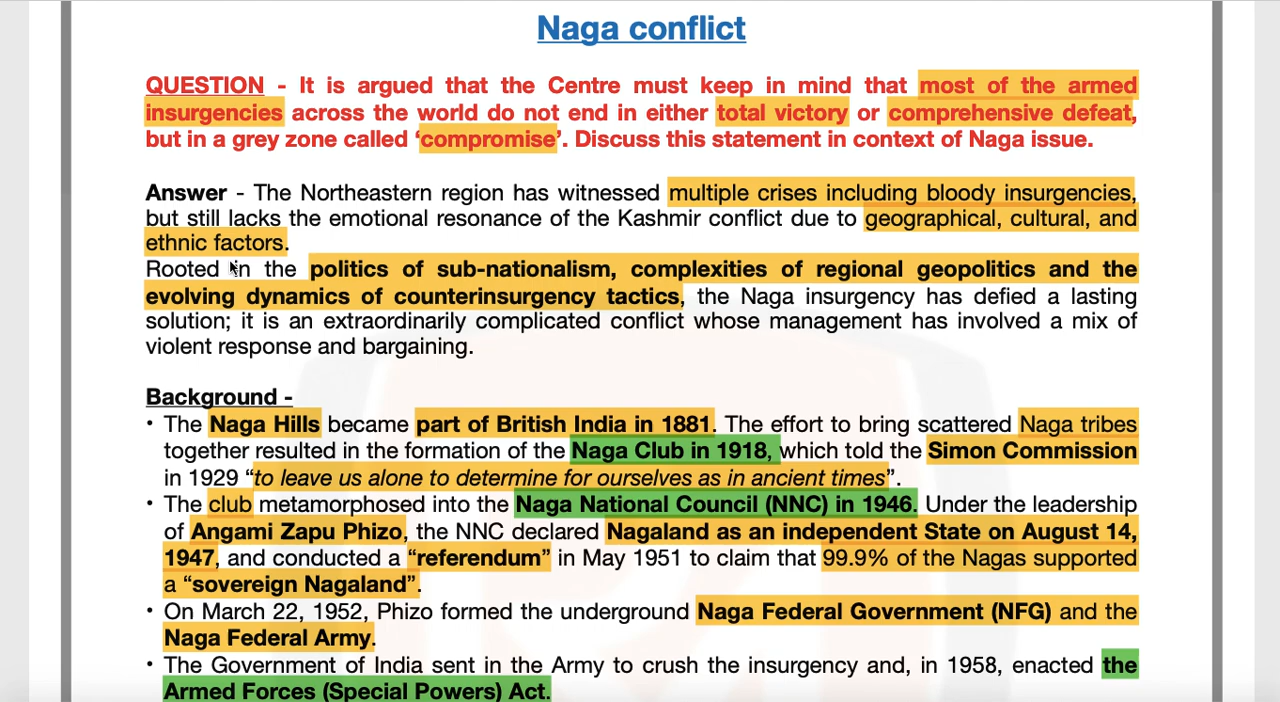 Naga conflict
QUESTION - It is argued that the Centre must keep in mind that most of the armed
insurgencies across the world do not end in either total victory or comprehensive defeat,
but in a grey zone called ‘compromise’. Discuss this statement in context of Naga issue.
Answer - The Northeastern region has witnessed multiple crises including bloody insurgencies,
but still lacks the emotional resonance of the Kashmir conflict due to geographical, cultural, and
ethnic factors.
Rooted in the politics of sub-nationalism, complexities of regional geopolitics and the
evolving dynamics of counterinsurgency tactics, the Naga insurgency has defied a lasting
solution; it is an extraordinarily complicated conflict whose management has involved a mix of
violent response and bargaining.
Background -
• The Naga Hills became part of British India in 1881. The effort to bring scattered Naga tribes
together resulted in the formation of the Naga Club in 1918, which told the Simon Commission
in 1929 “to leave us alone to determine for ourselves as in ancient times”.
• The club metamorphosed into the Naga National Council (NNC) in 1946. Under the leadership
of Angami Zapu Phizo, the NNC declared Nagaland as an independent State on August 14,
1947, and conducted a “referendum” in May 1951 to claim that 99.9% of the Nagas supported
a “sovereign Nagaland”.
• On March 22, 1952, Phizo formed the underground Naga Federal Government (NFG) and the
Naga Federal Army.
• The Government of India sent in the Army to crush the insurgency and, in 1958, enacted the
Armed Forces (Special Powers) Act.